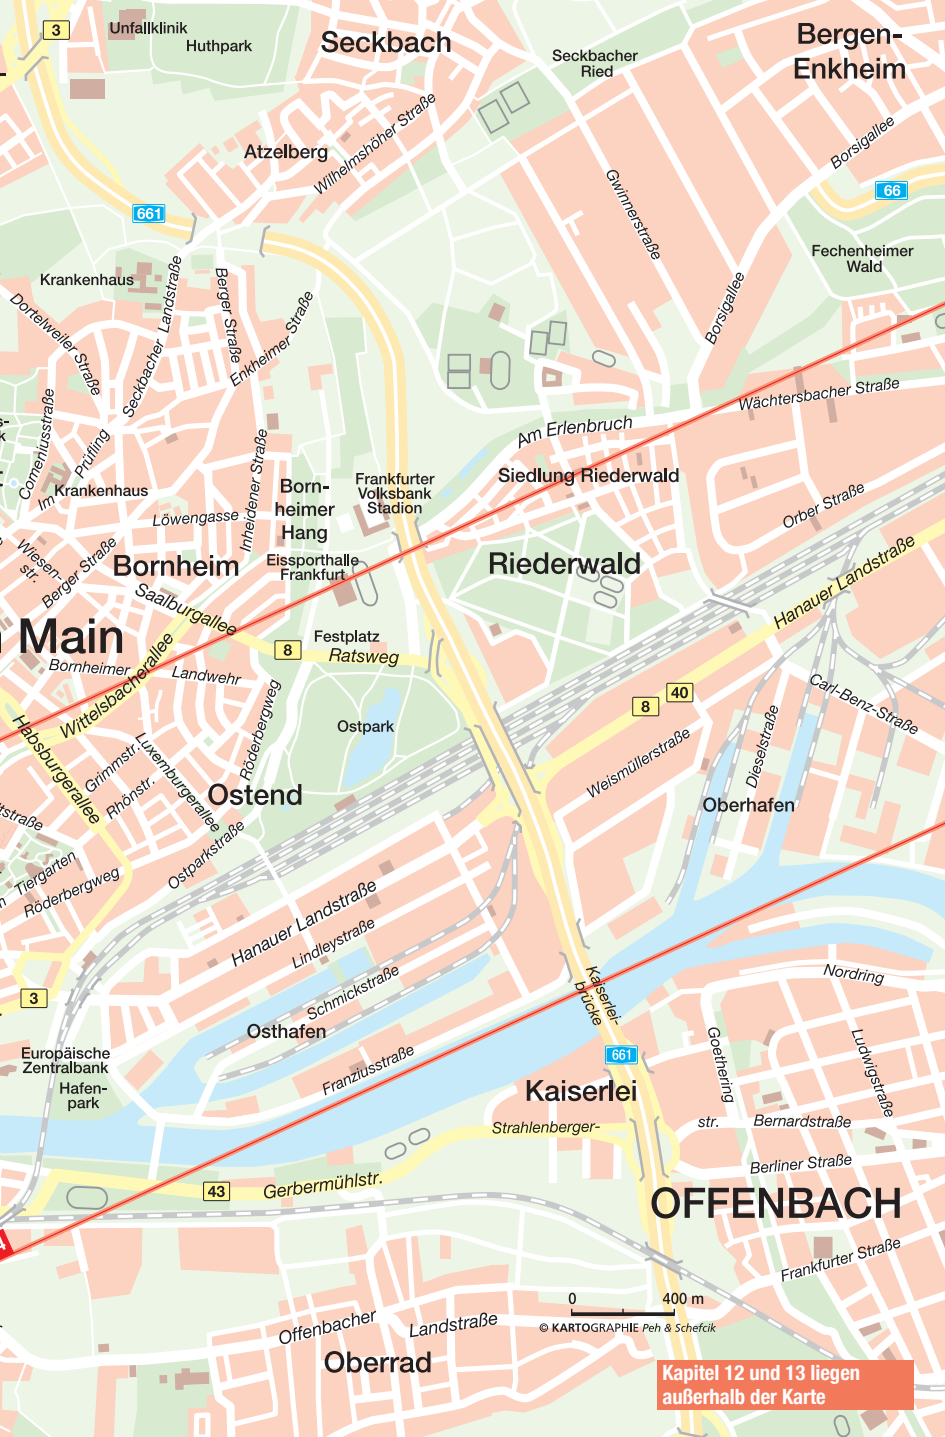 3
Unfallklinik
Huthpark
Seckbach
Seckbacher
Ried
Bergen-
Enkheim
Atzelberg
Wilhelmshöher Straße
Borsigallee
Gwinnerstraße
66
661
Fechenheimer
Wald
Krankenhaus
Dortelweiler Straße
Seckbacher Landstraße
Berger Straße
Enkheimer Straße
Borsigallee
Wächtersbacher Straße
Comeniusstraße
Im Prüfling
Am Erlenbruch
Krankenhaus
Löwengasse
Inheidener Straße
Born-
heimer
Hang
Frankfurter
Volksbank
Stadion
Siedlung Riederwald
Orber Straße
Wiesen-
str.
Berger Straße
Bornheim
Eissporthalle
Frankfurt
Riederwald
Hanauer Landstraße
Saalburgallee
Main
8
Festplatz
Ratsweg
Bornheimer
Landwehr
Wittelsbacherallee
Röderbergweg
40
8
Carl-Benz-Straße
Habsburgerallee
Ostpark
Grimmstr.
Luxemburgerallee
Rhönstr.
Weismüllerstraße
Dieselstraße
Ostend
Oberhafen
Ostparkstraße
Tiergarten
Röderbergweg
Hanauer Landstraße
Lindleystraße
Schmickstraße
Kaiserlei-
brücke
Nordring
3
Osthafen
Franziusstraße
661
Goethering
Ludwigstraße
Europäische
Zentralbank
Hafen-
park
Kaiserlei
Strahlenberger-
str.
Bernardstraße
Berliner Straße
43
Gerbermühlstr.
OFFENBACH
Frankfurter Straße
0
400 m
© KARTOGRAPHIE Peh & Schefcik
Offenbacher
Landstraße
Oberrad
Kapitel 12 und 13 liegen
außerhalb der Karte